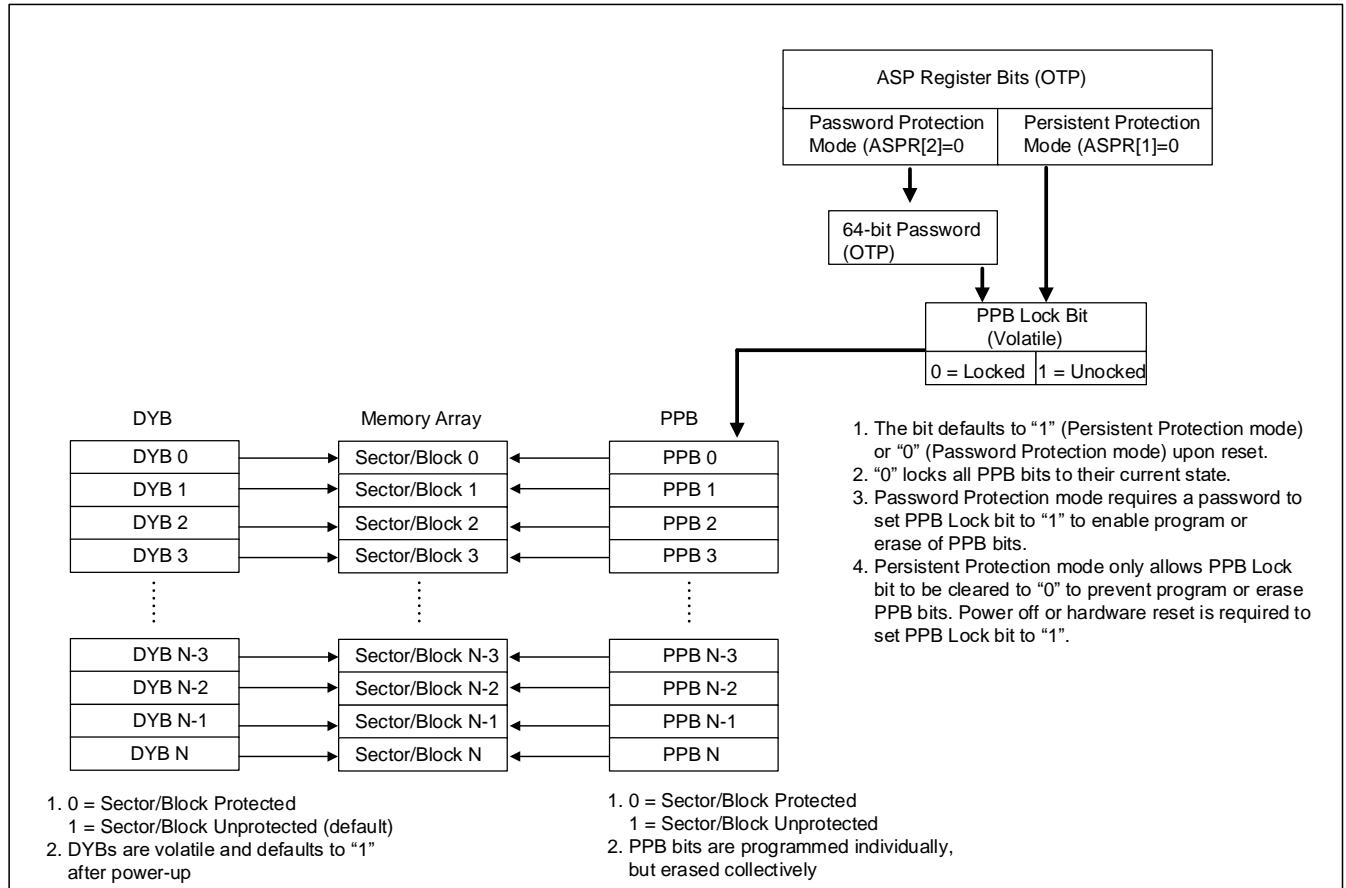 ASP Register Bits (OTP)
Password Protection
Mode (ASPR[2]=0
Persistent Protection
Mode (ASPR[1]=0
64-bit Password
(OTP)
PPB Lock Bit
(Volatile)
0 = Locked
1 = Unocked
DYB
Memory Array
PPB
DYB 0
Sector/Block 0
PPB 0
DYB 1
Sector/Block 1
PPB 1
DYB 2
Sector/Block 2
PPB 2
DYB 3
Sector/Block 3
PPB 3
DYB N-3
Sector/Block N-3
PPB N-3
DYB N-2
Sector/Block N-2
PPB N-2
DYB N-1
Sector/Block N-1
PPB N-1
DYB N
Sector/Block N
PPB N
1. The bit defaults to “1” (Persistent Protection mode)
or “0” (Password Protection mode) upon reset.
2. “0” locks all PPB bits to their current state.
3. Password Protection mode requires a password to
set PPB Lock bit to “1” to enable program or
erase of PPB bits.
4. Persistent Protection mode only allows PPB Lock
bit to be cleared to “0” to prevent program or erase
PPB bits. Power off or hardware reset is required to
set PPB Lock bit to “1”.
1. 0 = Sector/Block Protected
1 = Sector/Block Unprotected (default)
2. DYBs are volatile and defaults to “1”
after power-up
1. 0 = Sector/Block Protected
1 = Sector/Block Unprotected
2. PPB bits are programmed individually,
but erased collectively